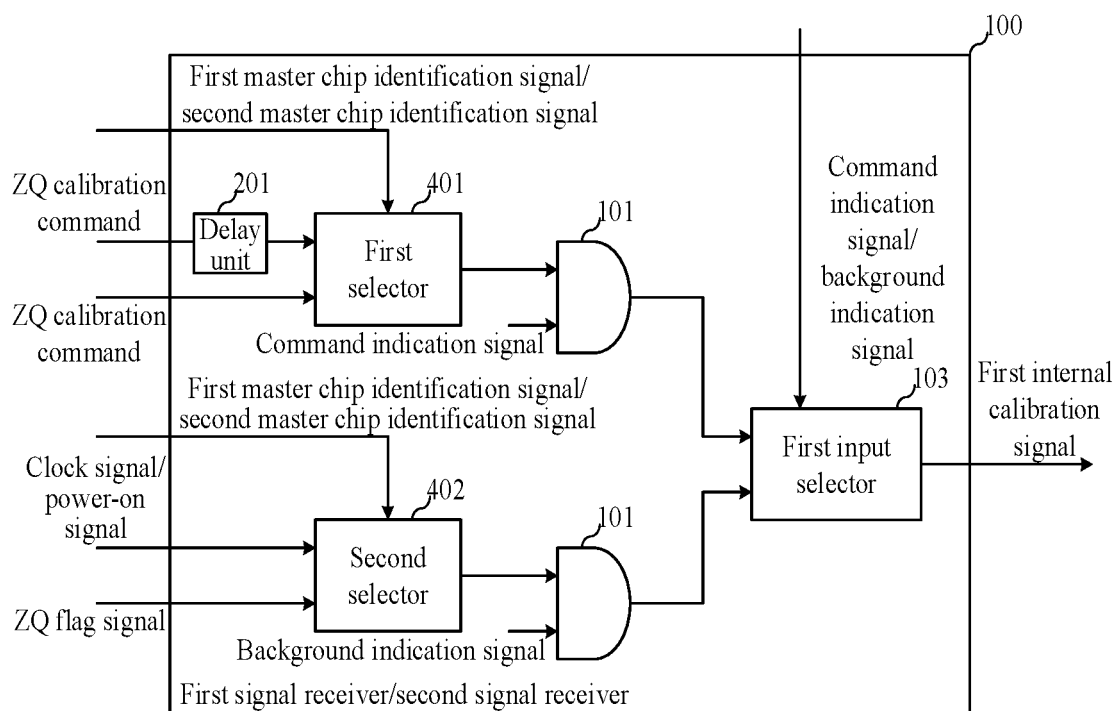 100
First master chip identification signal/
second master chip identification signal
ZQ calibration
command
201
Delay
unit
401
First
selector
101
Command
indication
signal/
background
indication
signal
ZQ calibration
command
Command indication signal
First master chip identification signal/
second master chip identification signal
103
First input
selector
First internal
calibration
signal
Clock signal/
power-on
signal
402
Second
selector
101
ZQ flag signal
Background indication signal
First signal receiver/second signal receiver